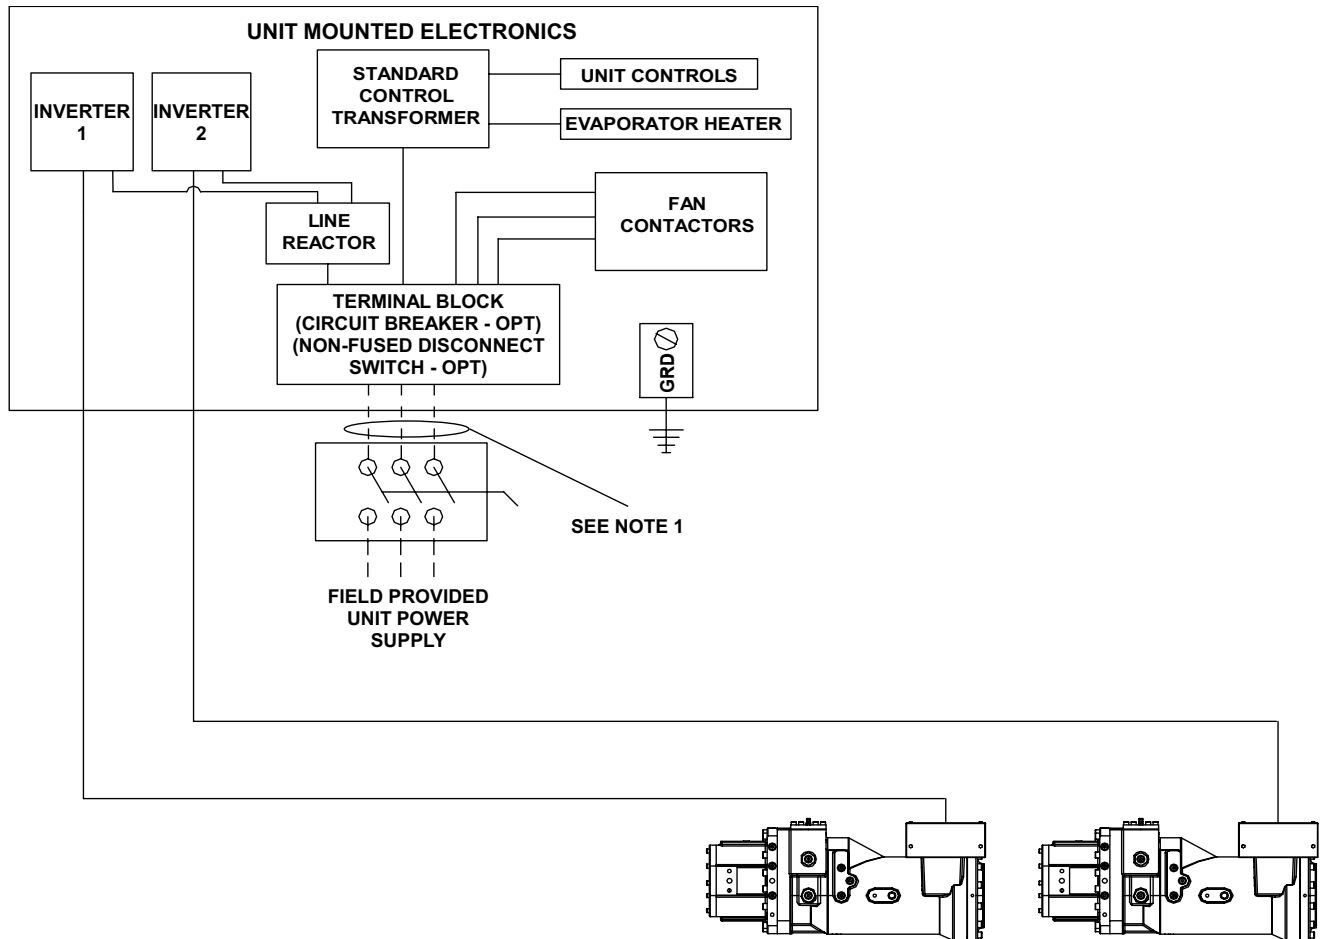 UNIT MOUNTED ELECTRONICS
INVERTER
1
INVERTER
2
STANDARD
CONTROL
TRANSFORMER
UNIT CONTROLS
EVAPORATOR HEATER
LINE
REACTOR
FAN
CONTACTORS
TERMINAL BLOCK
(CIRCUIT BREAKER - OPT)
(NON-FUSED DISCONNECT
SWITCH - OPT)
GRD
SEE NOTE 1
FIELD PROVIDED
UNIT POWER
SUPPLY